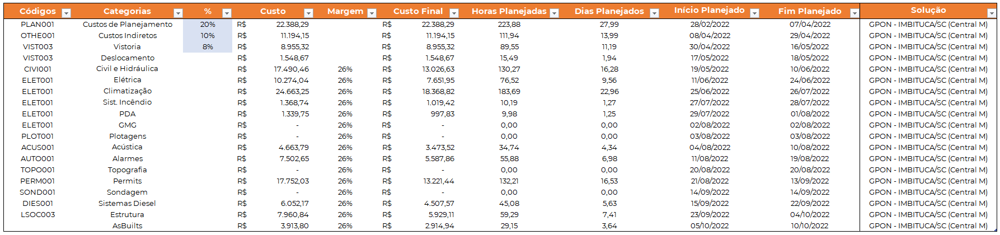 Códigos Categorias % Custo Margem Custo Final Horas Planejadas Dias Planejados Início Planejado Fim Planejado Solução
PLAN001 Custos de Planejamento 20% R$ 22.388,29 R$ 22.388,29 223,88 27,99 28/02/2022 07/04/2022 GPON - IMBITUCA/SC (Central M)
OTHE001 Custos Indiretos 10% R$ 11.194,15 R$ 11.194,15 111,94 13,99 08/04/2022 29/04/2022 GPON - IMBITUCA/SC (Central M)
VIST003 Vistoria 8% R$ 8.955,32 R$ 8.955,32 89,55 11,19 30/04/2022 16/05/2022 GPON - IMBITUCA/SC (Central M)
VIST003 Deslocamento R$ 1.548,67 R$ 1.548,67 15,49 1,94 17/05/2022 18/05/2022 GPON - IMBITUCA/SC (Central M)
CIVI001 Civil e Hidráulica R$ 17.490,46 26% R$ 13.026,63 130,27 16,28 19/05/2022 10/06/2022 GPON - IMBITUCA/SC (Central M)
ELET001 Elétrica R$ 10.274,04 26% R$ 7.651,95 76,52 9,56 11/06/2022 24/06/2022 GPON - IMBITUCA/SC (Central M)
ELET001 Climatização R$ 24.663,25 26% R$ 18.368,82 183,69 22,96 25/06/2022 26/07/2022 GPON - IMBITUCA/SC (Central M)
ELET001 Sist. Incêndio R$ 1.368,74 26% R$ 1.019,42 10,19 1,27 27/07/2022 28/07/2022 GPON - IMBITUCA/SC (Central M)
ELET001 PDA R$ 1.339,75 26% R$ 997,83 9,98 1,25 29/07/2022 01/08/2022 GPON - IMBITUCA/SC (Central M)
ELET001 GMG R$ - 26% R$ - 0,00 0,00 02/08/2022 02/08/2022 GPON - IMBITUCA/SC (Central M)
PLOT001 Plotagens R$ - 26% R$ - 0,00 0,00 03/08/2022 03/08/2022 GPON - IMBITUCA/SC (Central M)
ACUS001 Acústica R$ 4.663,79 26% R$ 3.473,52 34,74 4,34 04/08/2022 10/08/2022 GPON - IMBITUCA/SC (Central M)
AUTO001 Alarmes R$ 7.502,65 26% R$ 5.587,86 55,88 6,98 11/08/2022 19/08/2022 GPON - IMBITUCA/SC (Central M)
TOPO001 Topografia R$ - 26% R$ - 0,00 0,00 20/08/2022 20/08/2022 GPON - IMBITUCA/SC (Central M)
PERM001 Permits R$ 17.752,03 26% R$ 13.221,44 132,21 16,53 21/08/2022 13/09/2022 GPON - IMBITUCA/SC (Central M)
SOND001 Sondagem R$ - 26% R$ - 0,00 0,00 14/09/2022 14/09/2022 GPON - IMBITUCA/SC (Central M)
DIES001 Sistemas Diesel R$ 6.052,17 26% R$ 4.507,57 45,08 5,63 15/09/2022 22/09/2022 GPON - IMBITUCA/SC (Central M)
LSOC003 Estrutura R$ 7.960,84 26% R$ 5.929,11 59,29 7,41 23/09/2022 04/10/2022 GPON - IMBITUCA/SC (Central M)
AsBuilts R$ 3.913,80 26% R$ 2.914,94 29,15 3,64 05/10/2022 10/10/2022 GPON - IMBITUCA/SC (Central M)